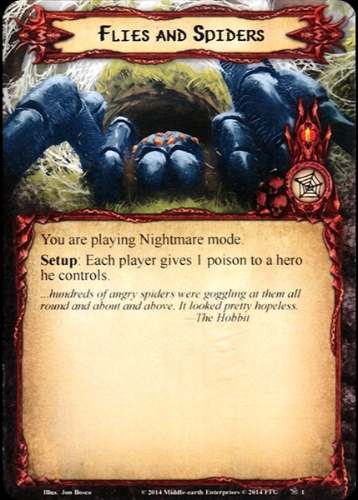 FLIES AND SPIDERS
You are playing Nightmare mode.
Setup: Each player gives 1 poison to a hero
he controls.
...hundreds of angry spiders were goggling at them all
round and about and above. It looked pretty hopeless.
—The Hobbit
Illus. Jon Bosco © 2014 Middle-earth Enterprises © 2014 FFG 1